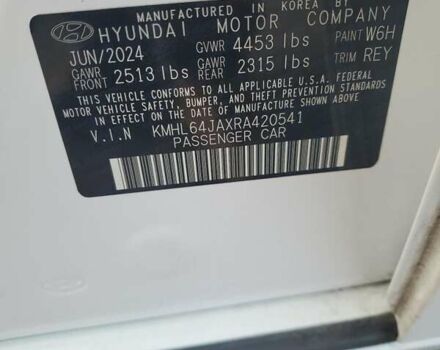 MANUFACTURED IN KOREA BY
HYUNDAI MOTOR COMPANY
JUN/2024 GVWR 4453 lbs PAINT W6H
GAWR FRONT 2513 lbs GAWR REAR 2315 lbs TRIM REY
THIS VEHICLE CONFORMS TO ALL APPLICABLE U.S.A. FEDERAL
MOTOR VEHICLE SAFETY, BUMPER, AND THEFT PREVENTION
STANDARDS IN EFFECT ON THE DATE OF MANUFACTURE SHOWN ABOVE.
V.I.N KMHL64JAXRA420541
PASSENGER CAR